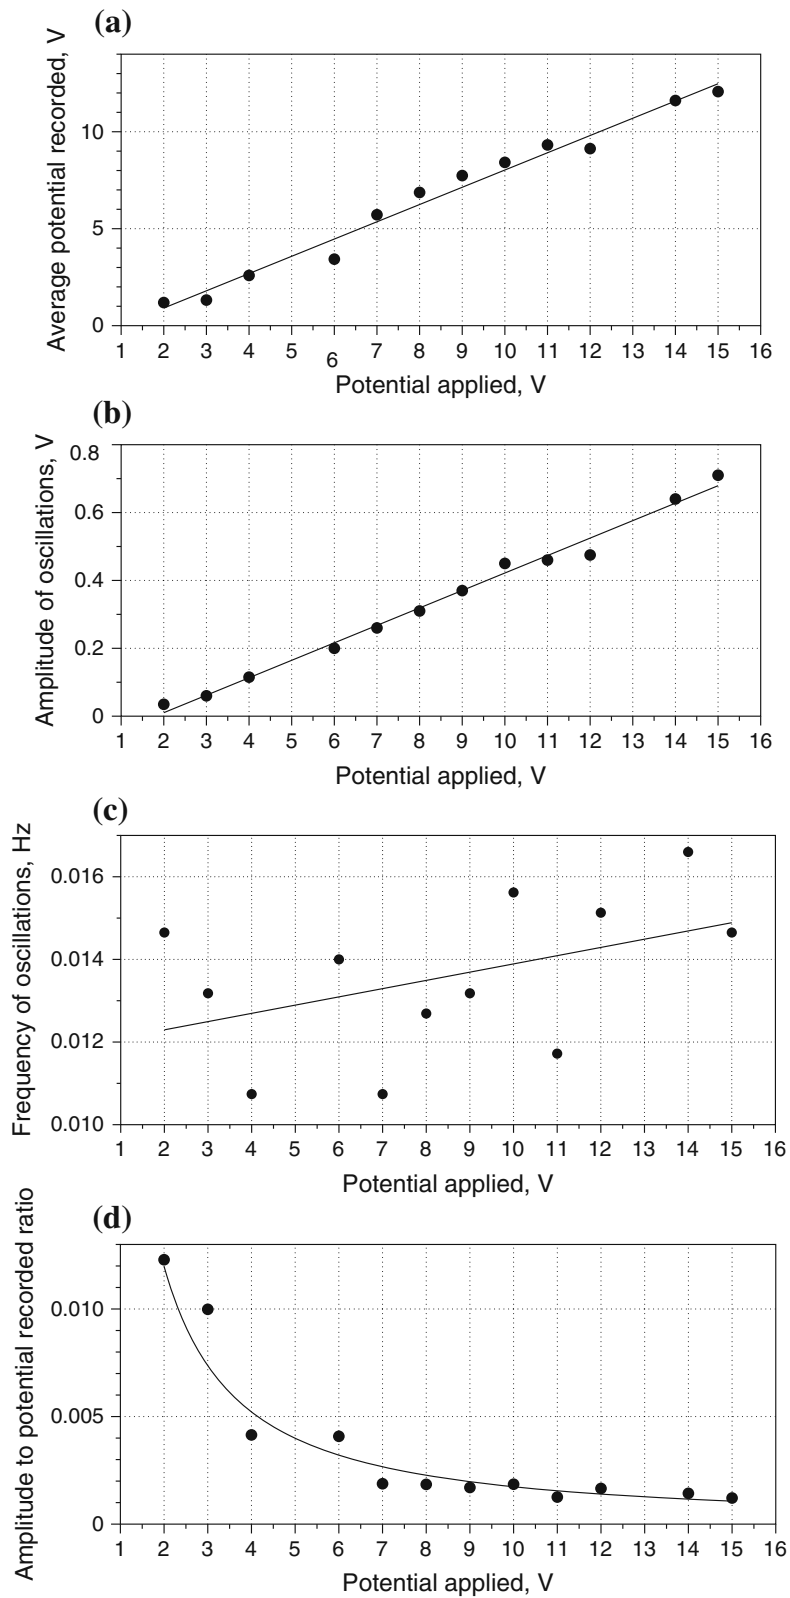 (a)
Average potential recorded, V
10
5
0
1 2 3 4 5 6 7 8 9 10 11 12 13 14 15 16
Potential applied, V
(b)
Amplitude of oscillations, V
0.8
0.6
0.4
0.2
0
1 2 3 4 5 6 7 8 9 10 11 12 13 14 15 16
Potential applied, V
(c)
Frequency of oscillations, Hz
0.016
0.014
0.012
0.010
1 2 3 4 5 6 7 8 9 10 11 12 13 14 15 16
Potential applied, V
(d)
Amplitude to potential recorded ratio
0.010
0.005
0
1 2 3 4 5 6 7 8 9 10 11 12 13 14 15 16
Potential applied, V